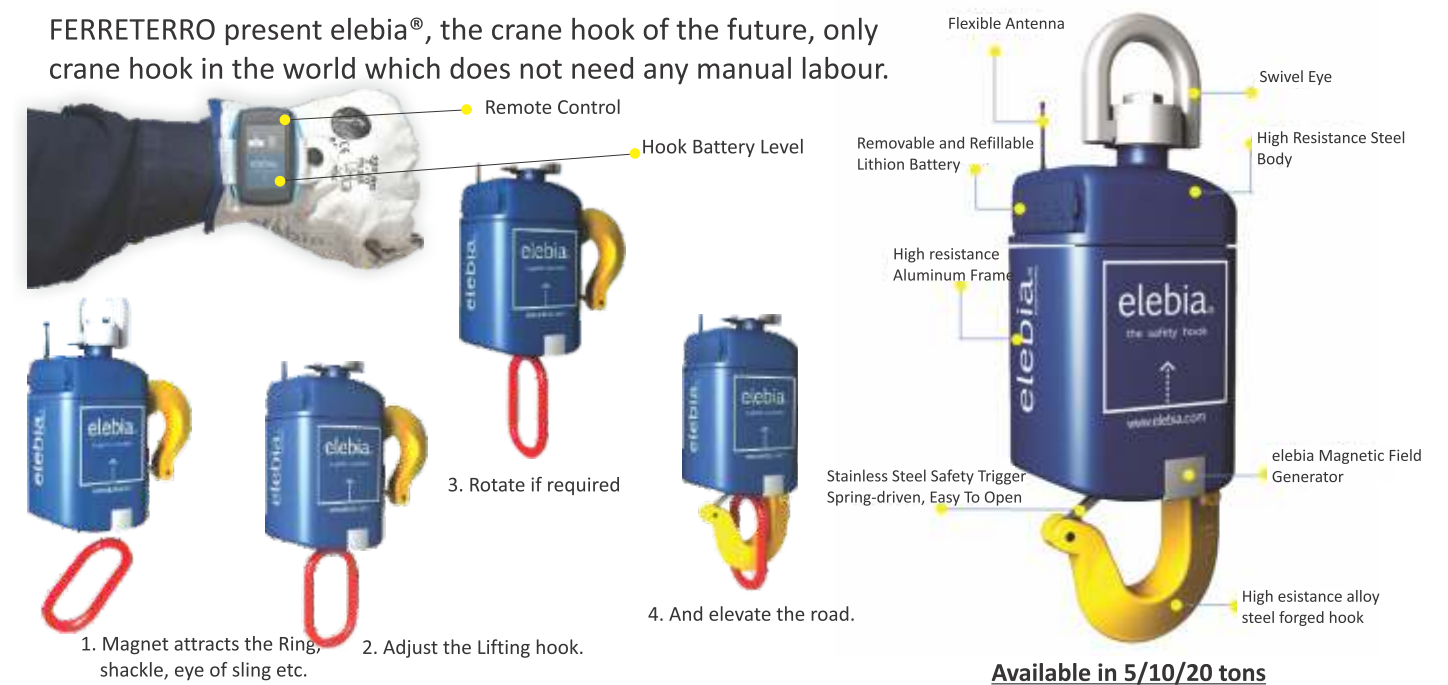 FERRETERRO present elebia®, the crane hook of the future, only
crane hook in the world which does not need any manual labour.
Remote Control
Hook Battery Level
elebia
elebia.
elebia
elebia.
elebia
elebia.
1. Magnet attracts the Ring,
shackle, eye of sling etc.
2. Adjust the Lifting hook.
3. Rotate if required
elebia
elebia.
4. And elevate the road.
Flexible Antenna
Swivel Eye
Removable and Refillable
Lithion Battery
High Resistance Steel
Body
High resistance
Aluminum Frame
elebia®
elebia®
the safety hook
www.elebia.com
Stainless Steel Safety Trigger
Spring-driven, Easy To Open
elebia Magnetic Field
Generator
High esistance alloy
steel forged hook
Available in 5/10/20 tons